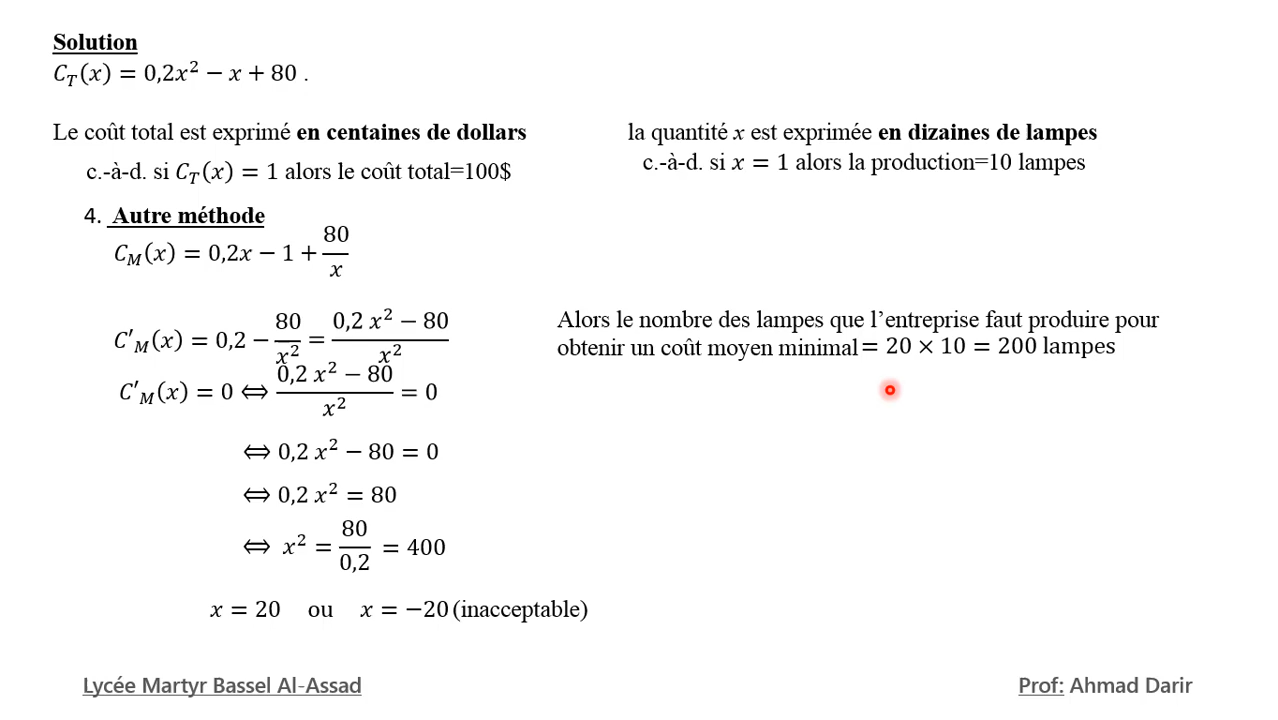 Solution
C_T(x) = 0,2x² − x + 80 .
Le coût total est exprimé en centaines de dollars
la quantité x est exprimée en dizaines de lampes
c.-à-d. si C_T(x) = 1 alors le coût total=100$
c.-à-d. si x = 1 alors la production=10 lampes
4. Autre méthode
C_M(x) = 0,2x − 1 + 80/x
C′_M(x) = 0,2 − 80/x² = (0,2 x² − 80)/x²
C′_M(x) = 0 ⇔ (0,2 x² − 80)/x² = 0
⇔ 0,2 x² − 80 = 0
⇔ 0,2 x² = 80
⇔ x² = 80/0,2 = 400
x = 20 ou x = −20 (inacceptable)
Alors le nombre des lampes que l’entreprise faut produire pour
obtenir un coût moyen minimal = 20 × 10 = 200 lampes
Lycée Martyr Bassel Al-Assad
Prof: Ahmad Darir